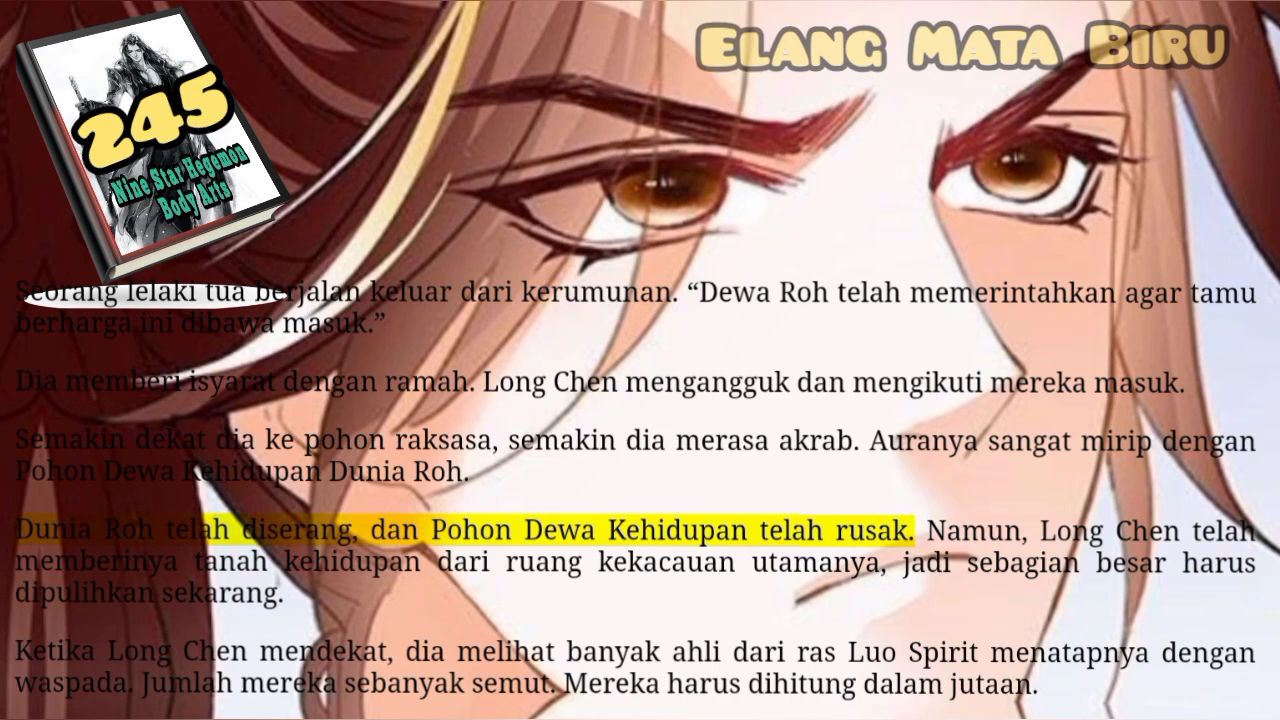 Elang Mata Biru
245
Nine Star Hegemon
Body Arts
Seorang lelaki tua berjalan keluar dari kerumunan. “Dewa Roh telah memerintahkan agar tamu
berharga ini dibawa masuk.”
Dia memberi isyarat dengan ramah. Long Chen mengangguk dan mengikuti mereka masuk.
Semakin dekat dia ke pohon raksasa, semakin dia merasa akrab. Auranya sangat mirip dengan
Pohon Dewa Kehidupan Dunia Roh.
Dunia Roh telah diserang, dan Pohon Dewa Kehidupan telah rusak. Namun, Long Chen telah
memberinya tanah kehidupan dari ruang kekacauan utamanya, jadi sebagian besar harus
dipulihkan sekarang.
Ketika Long Chen mendekat, dia melihat banyak ahli dari ras Luo Spirit menatapnya dengan
waspada. Jumlah mereka sebanyak semut. Mereka harus dihitung dalam jutaan.